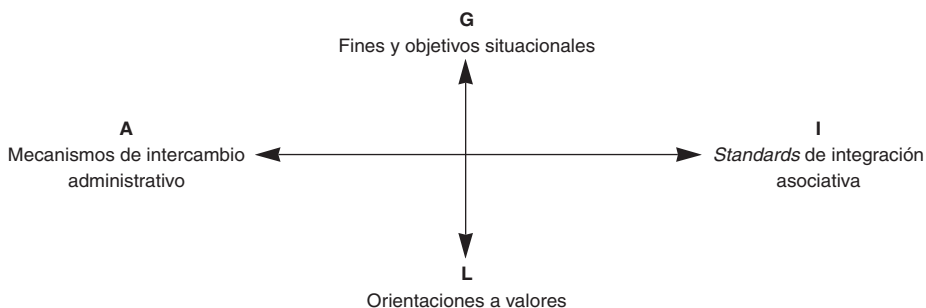 G
Fines y objetivos situacionales
A
Mecanismos de intercambio
administrativo
I
Standards de integración
asociativa
L
Orientaciones a valores